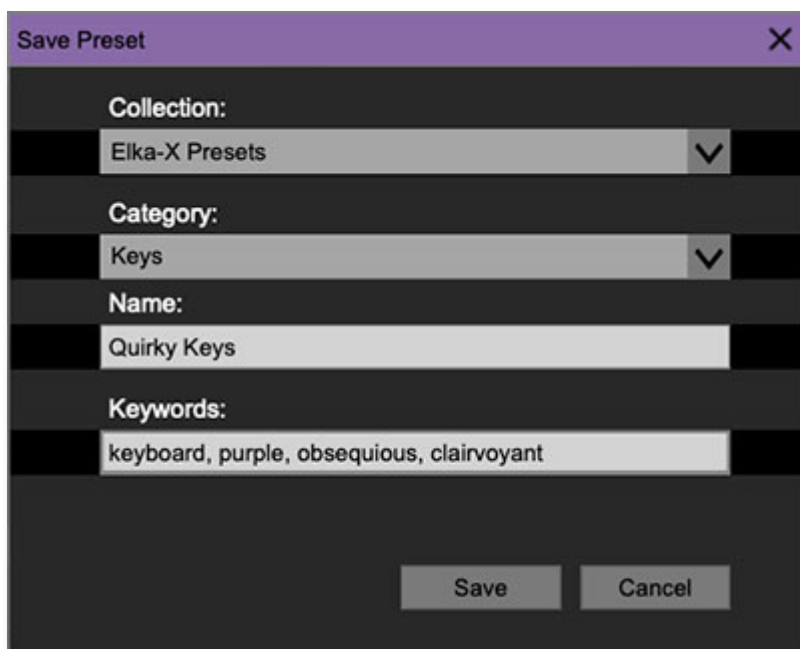 Save Preset
Collection:
Elka-X Presets
Category:
Keys
Name:
Quirky Keys
Keywords:
keyboard, purple, obsequious, clairvoyant
Save Cancel